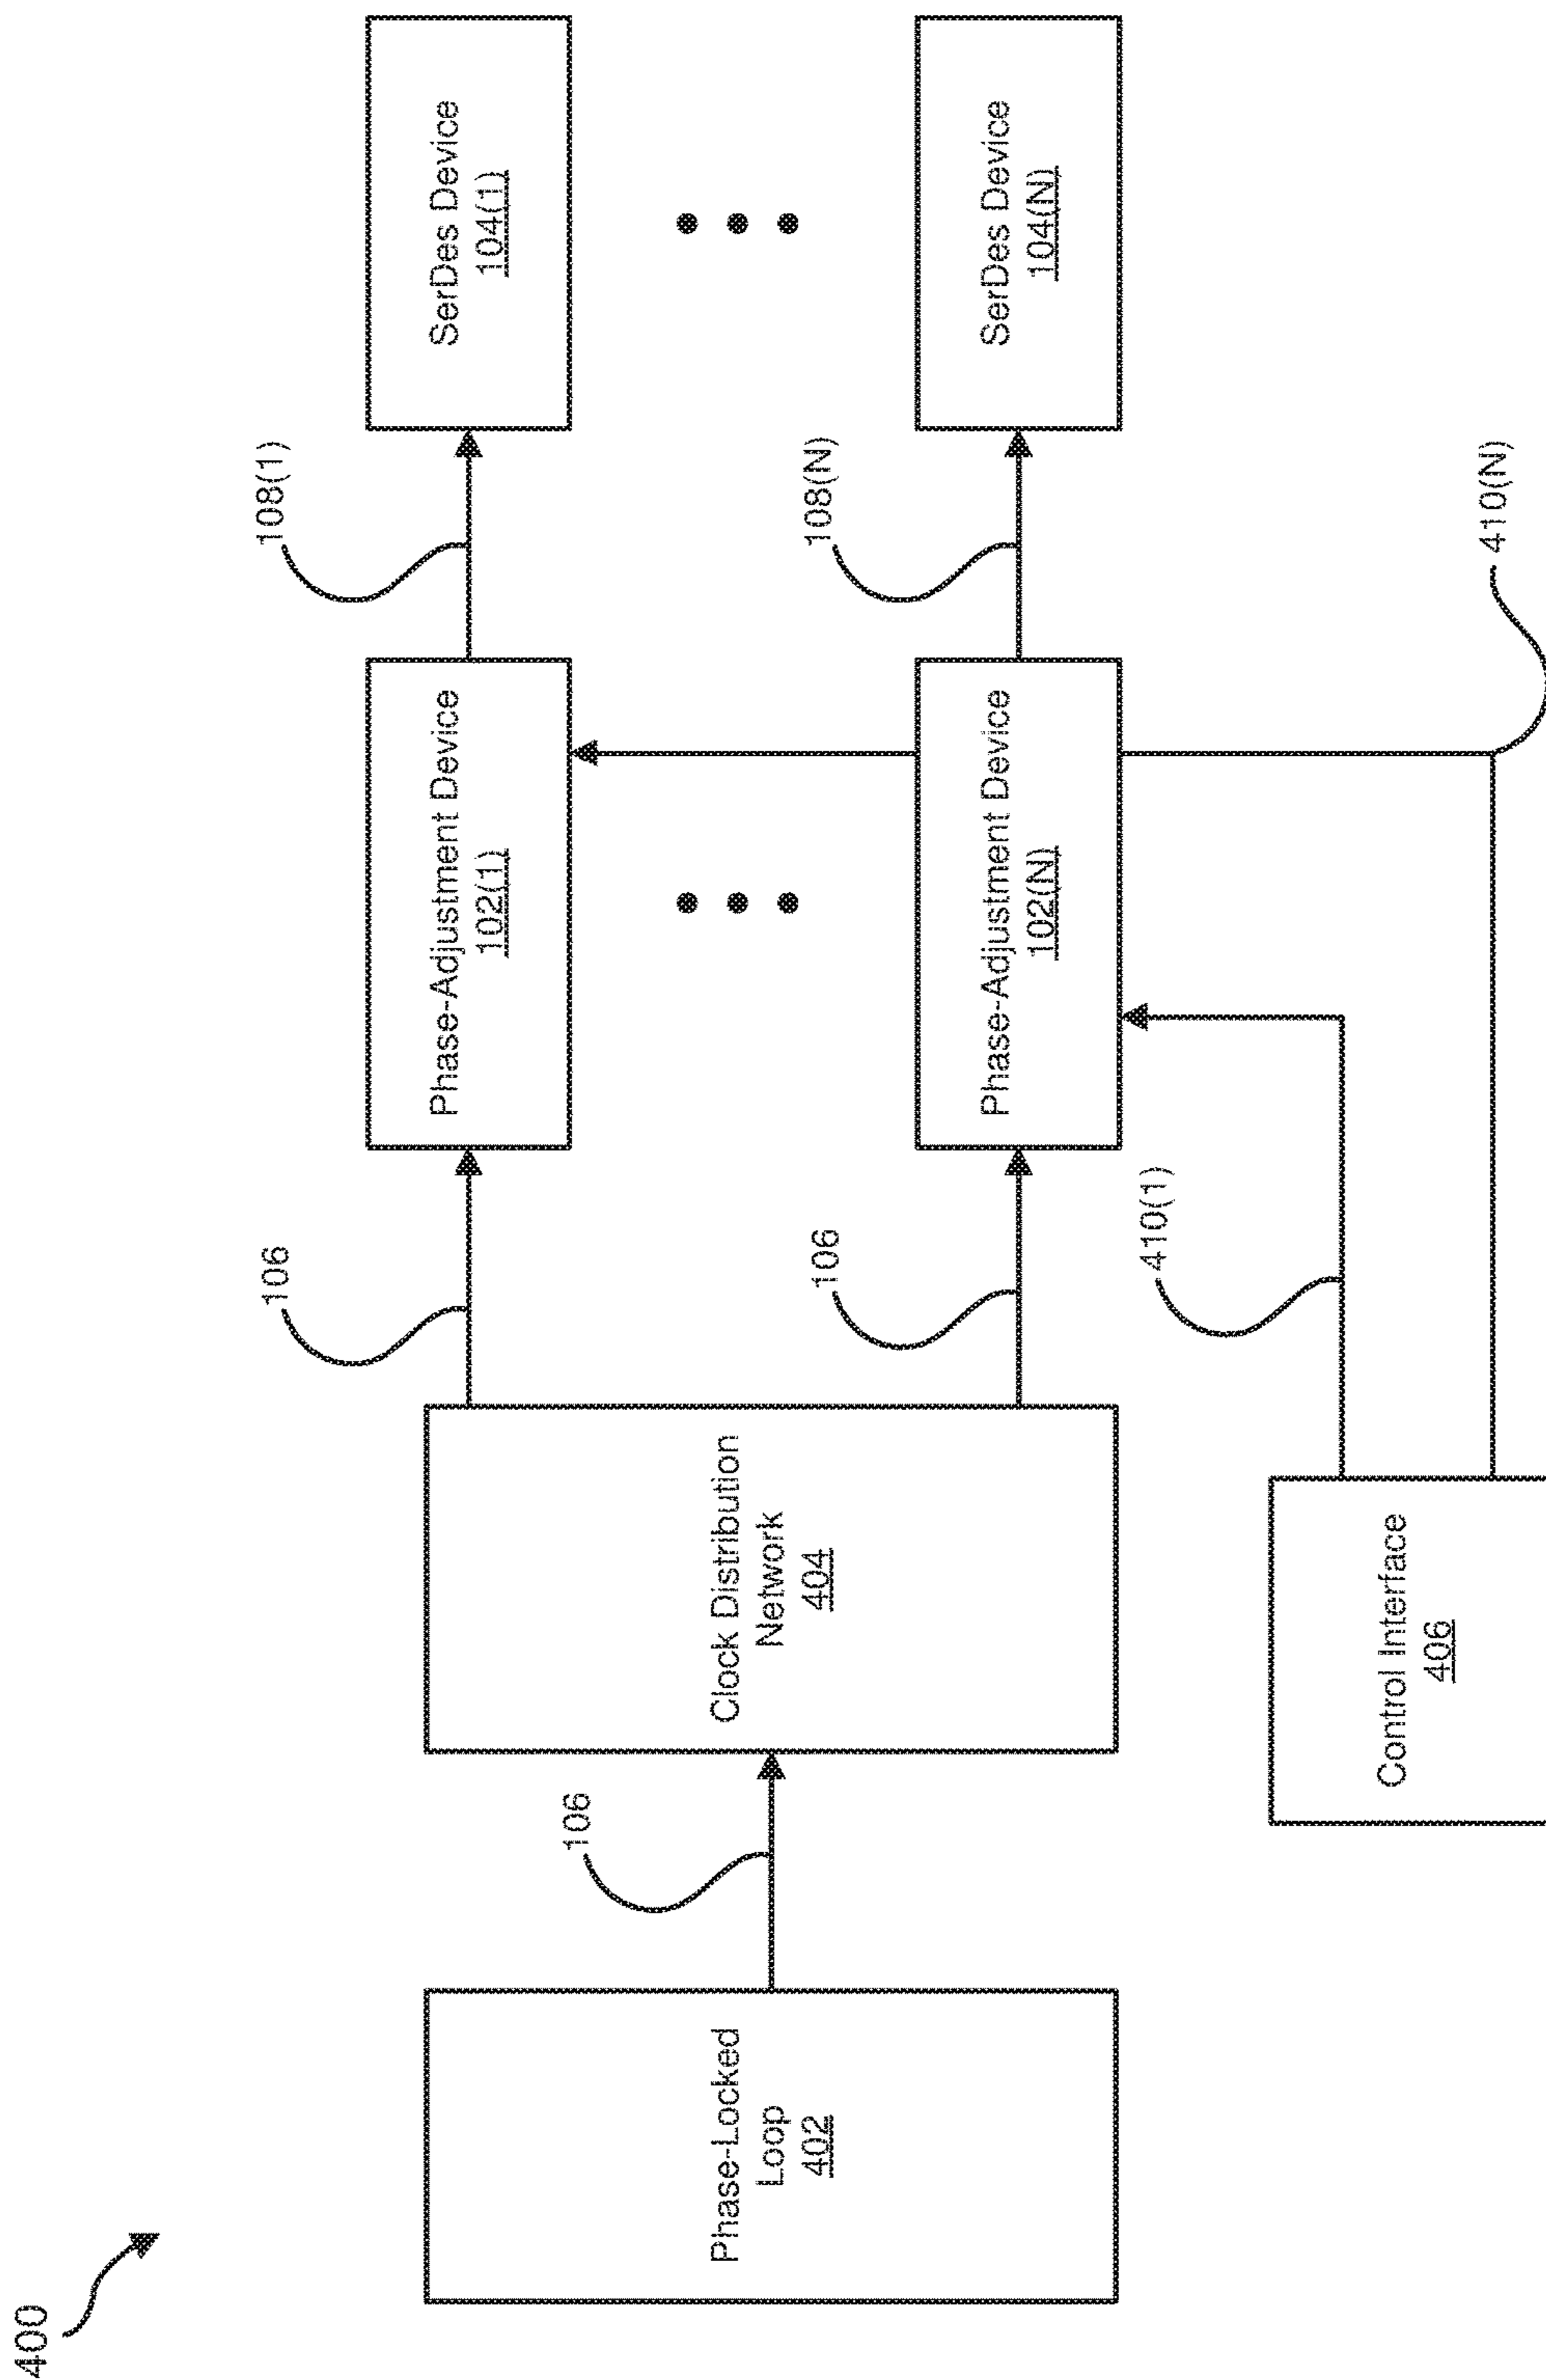 400
Phase-Locked
Loop
402
106
Clock Distribution
Network
404
106
Phase-Adjustment Device
102(1)
108(1)
SerDes Device
104(1)
106
Phase-Adjustment Device
102(N)
108(N)
SerDes Device
104(N)
Control Interface
406
410(1)
410(N)